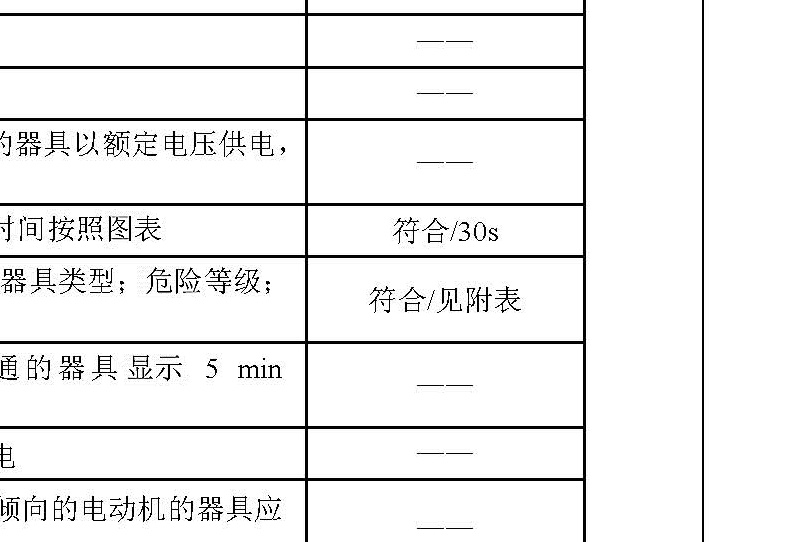 ——
——
的器具以额定电压供电，
——
时间按照图表
符合/30s
器具类型；危险等级；
符合/见附表
通的器具显示 5 min
——
电
——
倾向的电动机的器具应
——